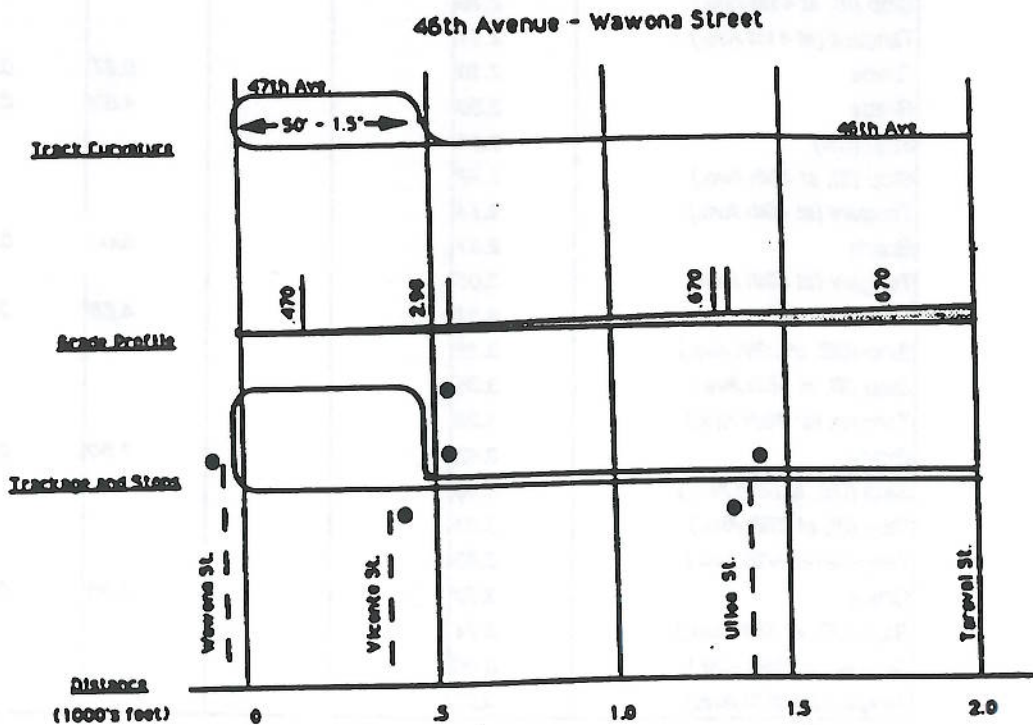 46th Avenue - Wawona Street
47th Ave.
50' - 1.5°
46th Ave.
Track Curvature
.470
2.98
.670
.670
Grade Profile
Trackage and Stops
Wawona St.
Vicente St.
Ulloa St.
Taraval St.
Distance
(1000's feet)
0
.5
1.0
1.5
2.0